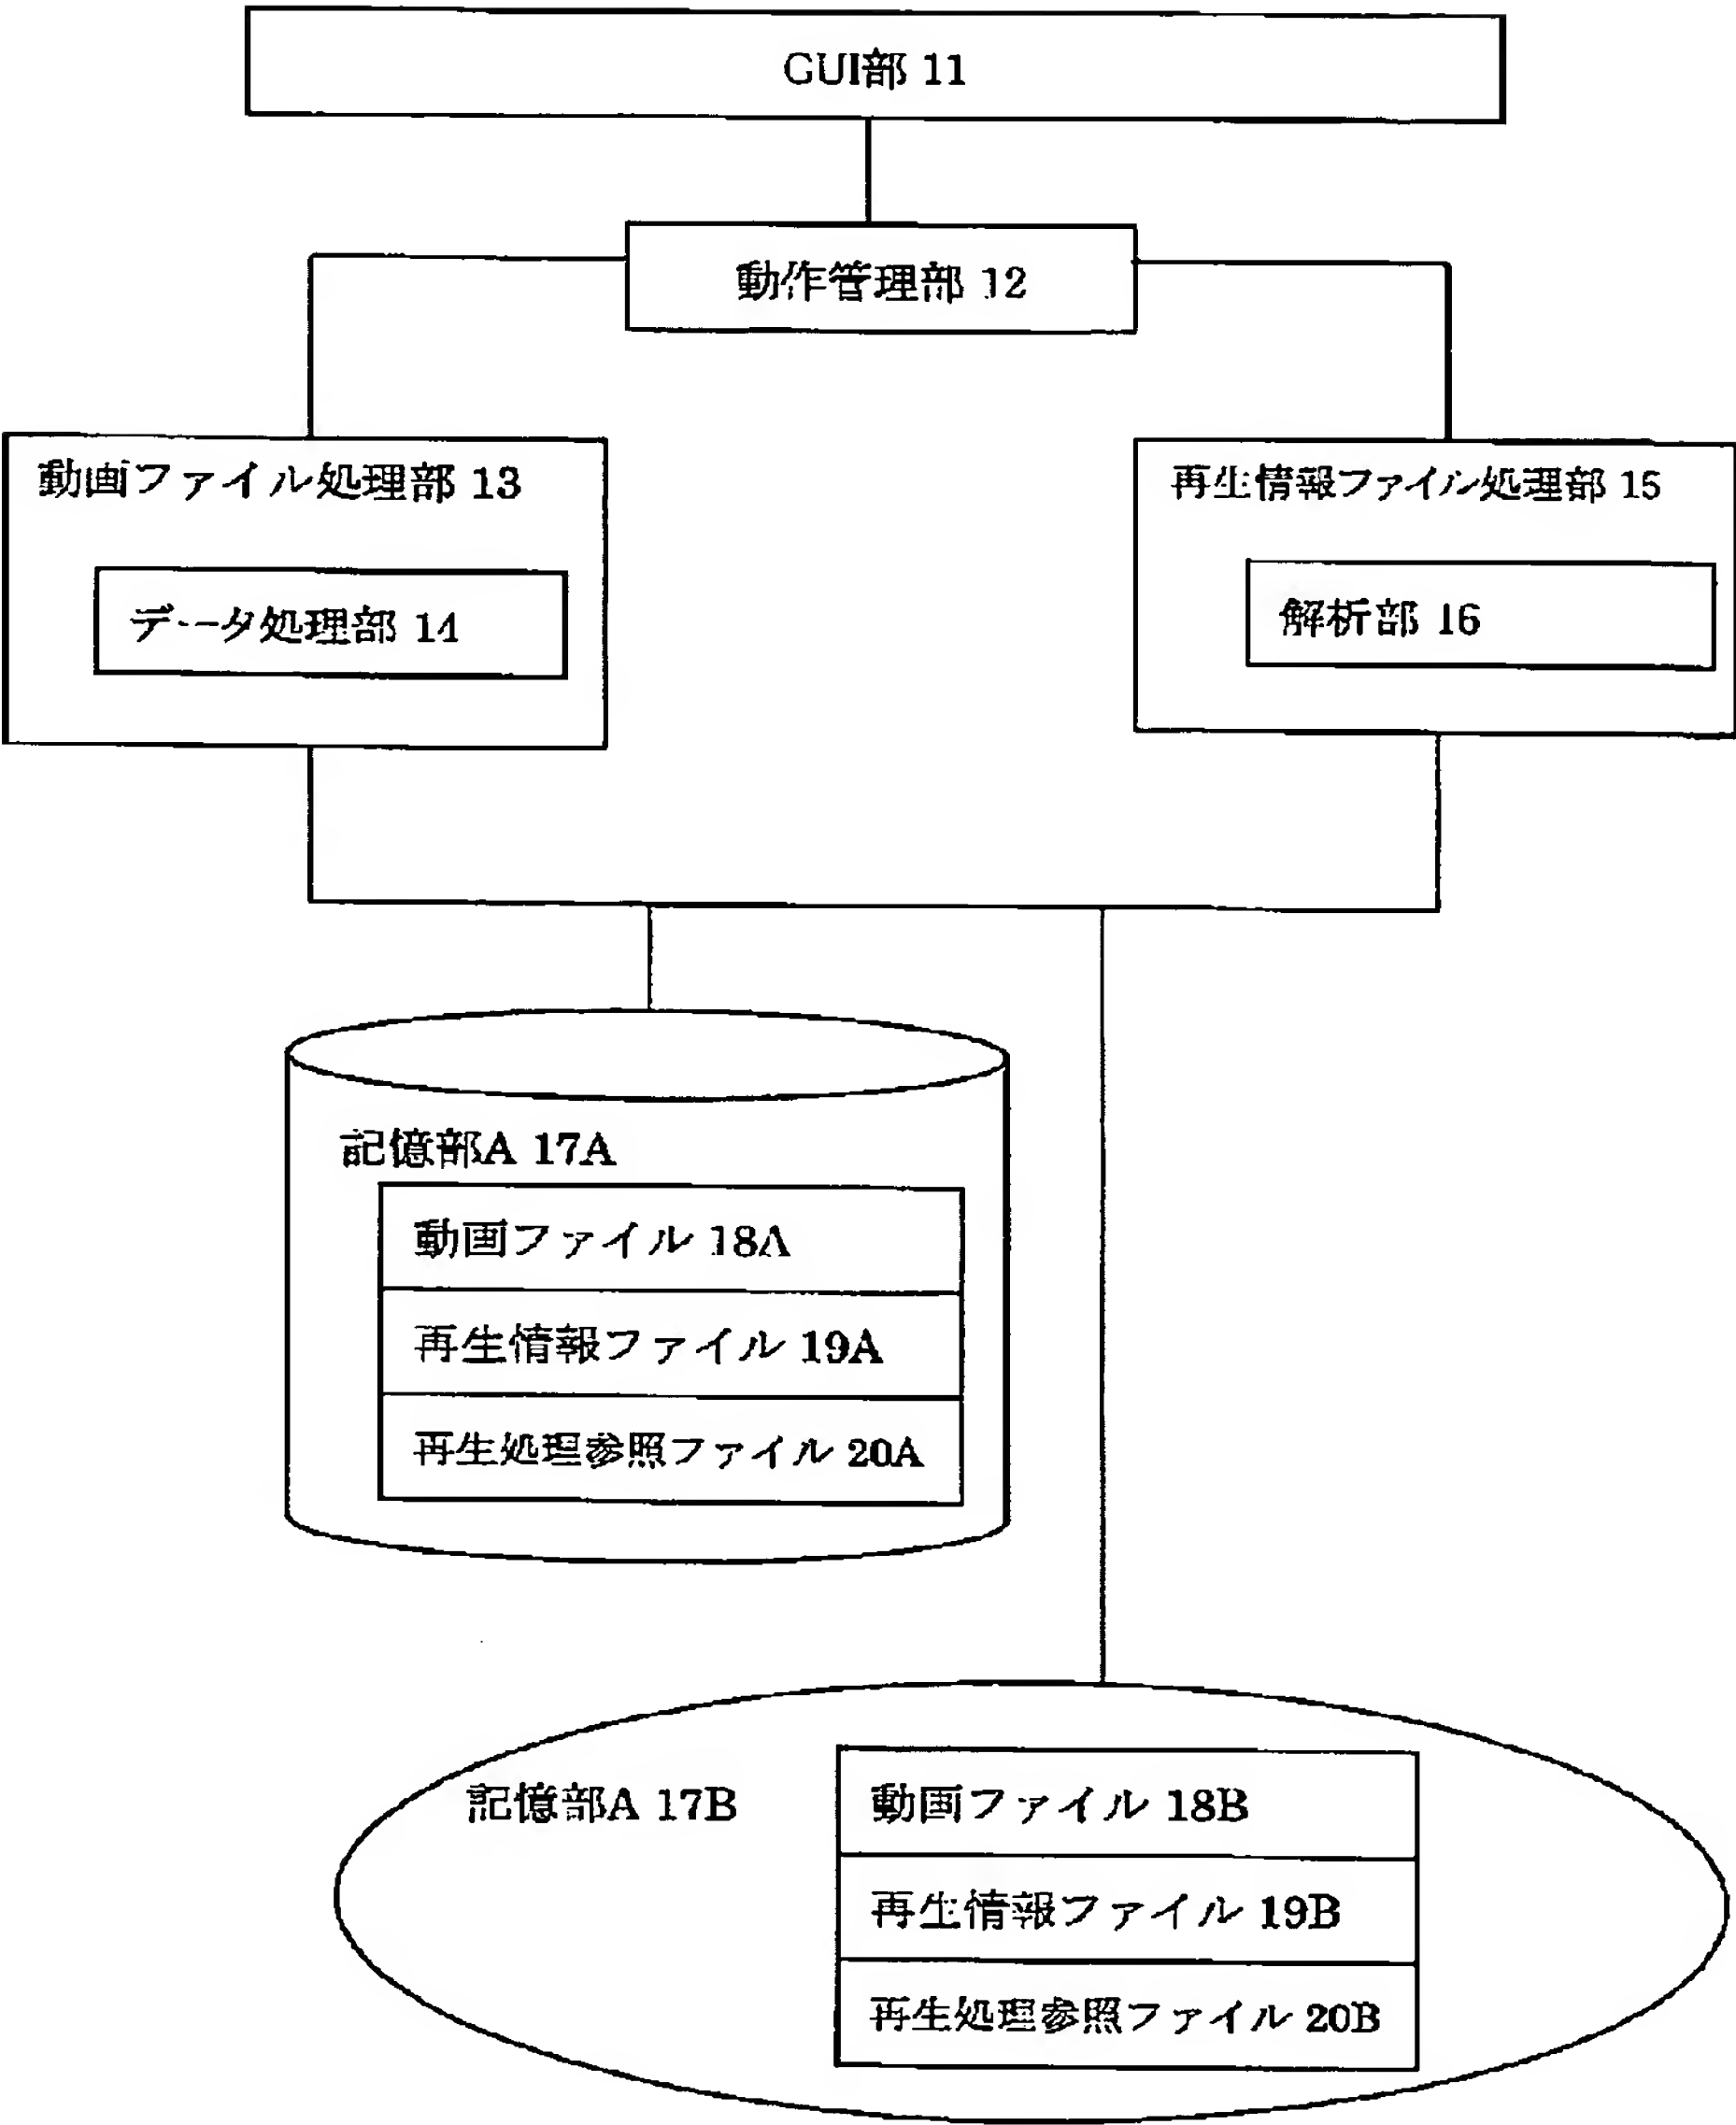 GUI部 11
動作管理部 12
動画ファイル処理部 13
再生情報ファイル処理部 15
データ処理部 14
解析部 16
記憶部A 17A
動画ファイル 18A
再生情報ファイル 19A
再生処理参照ファイル 20A
記憶部A 17B
動画ファイル 18B
再生情報ファイル 19B
再生処理参照ファイル 20B